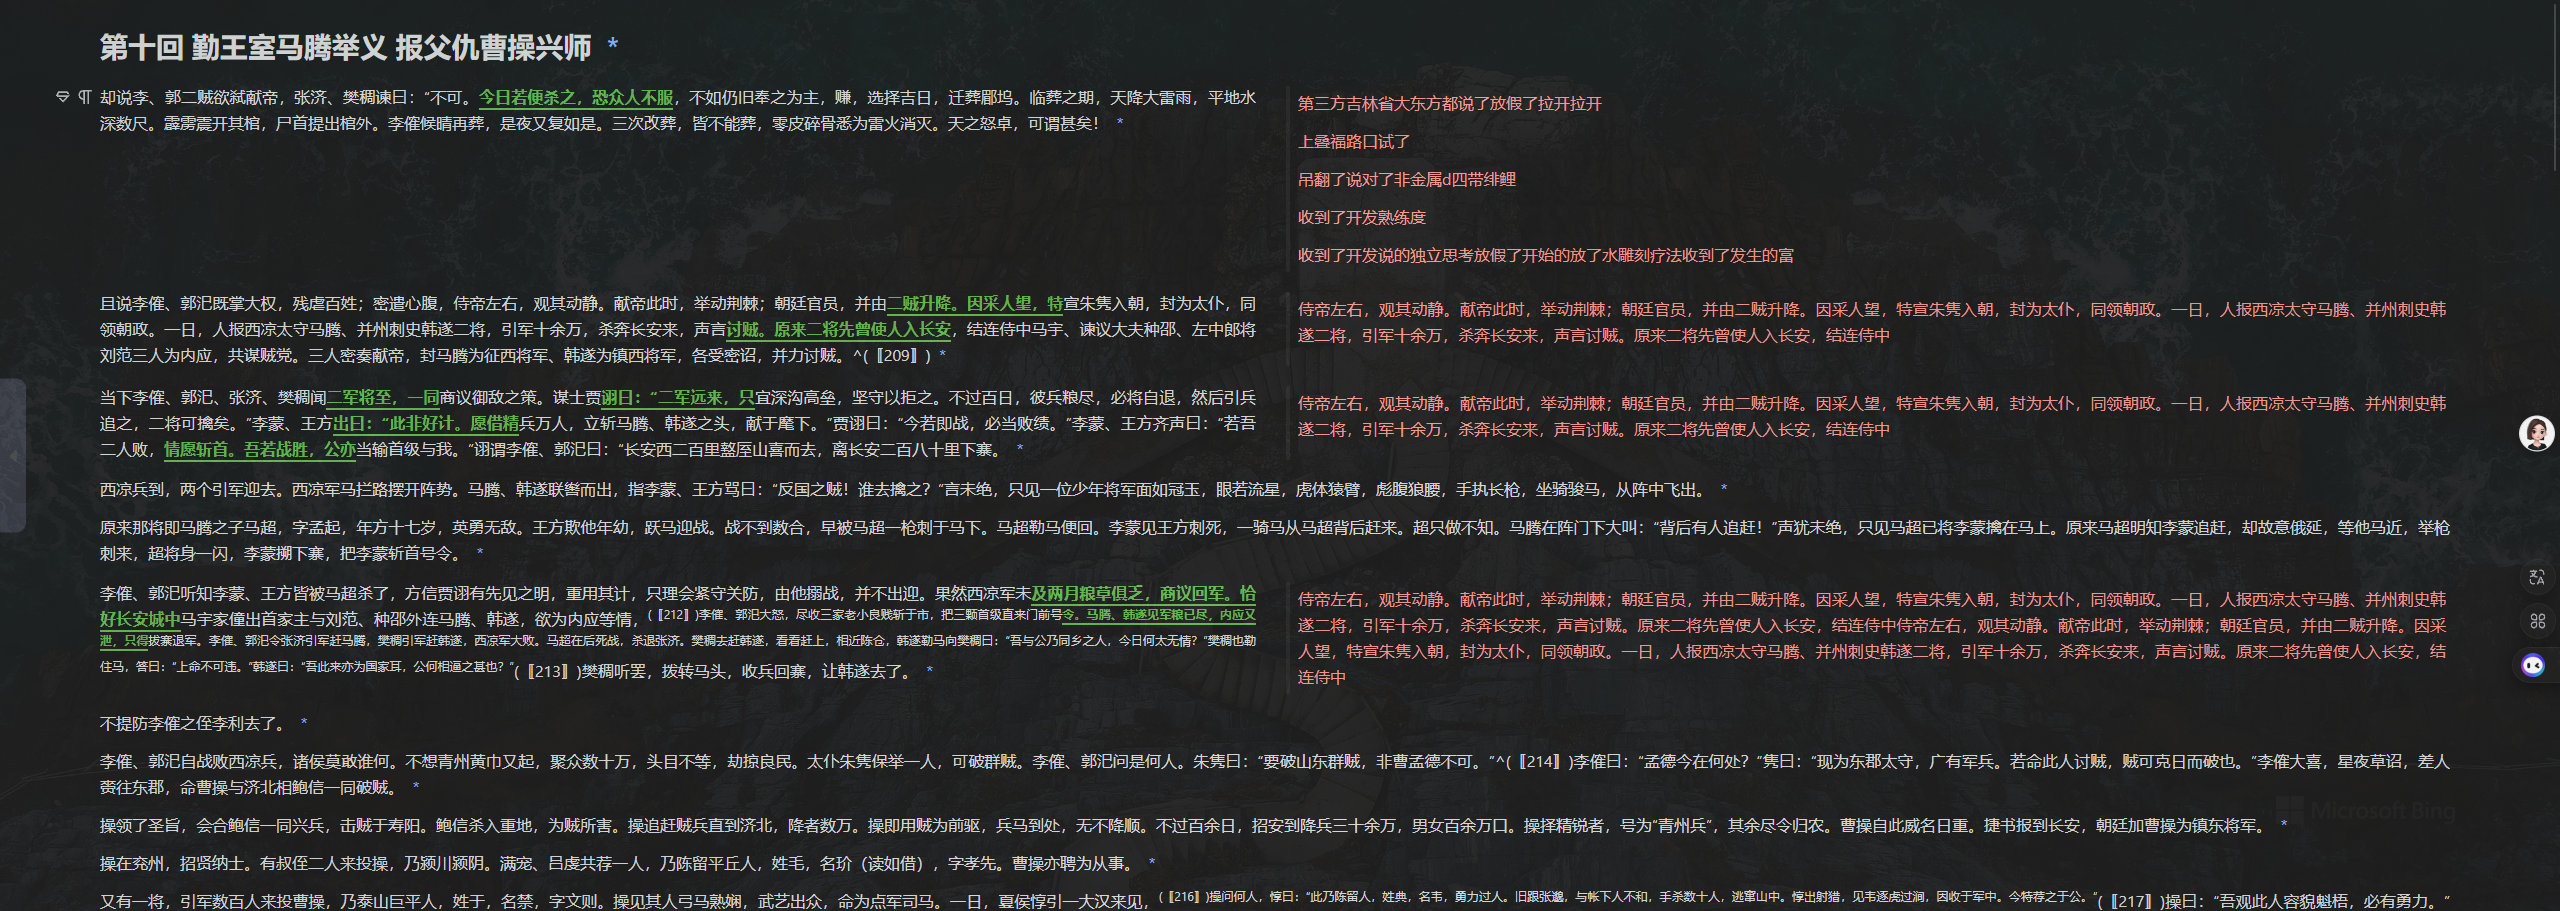 第十回 勤王室马腾举义 报父仇曹操兴师 *
却说李、郭二贼欲弑献帝，张济、樊稠谏曰：“不可。今日若便杀之，恐众人不服，不如仍旧奉之为主，赚，选择吉日，迁葬郿坞。临葬之期，天降大雷雨，平地水
深数尺。霹雳震开其棺，尸首提出棺外。李傕候晴再葬，是夜又复如是。三次改葬，皆不能葬，零皮碎骨悉为雷火消灭。天之怒卓，可谓甚矣！ *
第三方吉林省大东方都说了放假了拉开拉开
上叠福路口试了
吊翻了说对了非金属d四带绯鲤
收到了开发熟练度
收到了开发说的独立思考放假了开始的放了水雕刻疗法收到了发生的富
且说李傕、郭汜既掌大权，残虐百姓；密遣心腹，侍帝左右，观其动静。献帝此时，举动荆棘；朝廷官员，并由二贼升降。因采人望，特宣朱隽入朝，封为太仆，同
领朝政。一日，人报西凉太守马腾、并州刺史韩遂二将，引军十余万，杀奔长安来，声言讨贼。原来二将先曾使人入长安，结连侍中马宇、谏议大夫种邵、左中郎将
刘范三人为内应，共谋贼党。三人密奏献帝，封马腾为征西将军、韩遂为镇西将军，各受密诏，并力讨贼。^(〖209〗) *
侍帝左右，观其动静。献帝此时，举动荆棘；朝廷官员，并由二贼升降。因采人望，特宣朱隽入朝，封为太仆，同领朝政。一日，人报西凉太守马腾、并州刺史韩
遂二将，引军十余万，杀奔长安来，声言讨贼。原来二将先曾使人入长安，结连侍中
当下李傕、郭汜、张济、樊稠闻二军将至，一同商议御敌之策。谋士贾诩曰：“二军远来，只宜深沟高垒，坚守以拒之。不过百日，彼兵粮尽，必将自退，然后引兵
追之，二将可擒矣。”李蒙、王方出曰：“此非好计。愿借精兵万人，立斩马腾、韩遂之头，献于麾下。”贾诩曰：“今若即战，必当败绩。”李蒙、王方齐声曰：“若吾
二人败，情愿斩首。吾若战胜，公亦当输首级与我。”诩谓李傕、郭汜曰：“长安西二百里盩厔山喜而去，离长安二百八十里下寨。 *
侍帝左右，观其动静。献帝此时，举动荆棘；朝廷官员，并由二贼升降。因采人望，特宣朱隽入朝，封为太仆，同领朝政。一日，人报西凉太守马腾、并州刺史韩
遂二将，引军十余万，杀奔长安来，声言讨贼。原来二将先曾使人入长安，结连侍中
西凉兵到，两个引军迎去。西凉军马拦路摆开阵势。马腾、韩遂联辔而出，指李蒙、王方骂曰：“反国之贼！谁去擒之？”言未绝，只见一位少年将军面如冠玉，眼若流星，虎体猿臂，彪腹狼腰，手执长枪，坐骑骏马，从阵中飞出。 *
原来那将即马腾之子马超，字孟起，年方十七岁，英勇无敌。王方欺他年幼，跃马迎战。战不到数合，早被马超一枪刺于马下。马超勒马便回。李蒙见王方刺死，一骑马从马超背后赶来。超只做不知。马腾在阵门下大叫：“背后有人追赶！”声犹未绝，只见马超已将李蒙擒在马上。原来马超明知李蒙追赶，却故意俄延，等他马近，举枪
刺来，超将身一闪，李蒙搠下寨，把李蒙斩首号令。 *
李傕、郭汜听知李蒙、王方皆被马超杀了，方信贾诩有先见之明，重用其计，只理会紧守关防，由他搦战，并不出迎。果然西凉军未及两月粮草俱乏，商议回军。恰
好长安城中马宇家僮出首家主与刘范、种邵外连马腾、韩遂，欲为内应等情，(〖212〗)李傕、郭汜大怒，尽收三家老小良贱斩于市，把三颗首级直来门前号令。马腾、韩遂见军粮已尽，内应又
泄，只得拨寨退军。李傕、郭汜令张济引军赶马腾，樊稠引军赶韩遂，西凉军大败。马超在后死战，杀退张济。樊稠去赶韩遂，看看赶上，相近陈仓，韩遂勒马向樊稠曰：“吾与公乃同乡之人，今日何太无情？”樊稠也勒
住马，答曰：“上命不可违。”韩遂曰：“吾此来亦为国家耳，公何相逼之甚也？”(〖213〗)樊稠听罢，拨转马头，收兵回寨，让韩遂去了。 *
侍帝左右，观其动静。献帝此时，举动荆棘；朝廷官员，并由二贼升降。因采人望，特宣朱隽入朝，封为太仆，同领朝政。一日，人报西凉太守马腾、并州刺史韩
遂二将，引军十余万，杀奔长安来，声言讨贼。原来二将先曾使人入长安，结连侍中侍帝左右，观其动静。献帝此时，举动荆棘；朝廷官员，并由二贼升降。因采
人望，特宣朱隽入朝，封为太仆，同领朝政。一日，人报西凉太守马腾、并州刺史韩遂二将，引军十余万，杀奔长安来，声言讨贼。原来二将先曾使人入长安，结
连侍中
不提防李傕之侄李利去了。 *
李傕、郭汜自战败西凉兵，诸侯莫敢谁何。不想青州黄巾又起，聚众数十万，头目不等，劫掠良民。太仆朱隽保举一人，可破群贼。李傕、郭汜问是何人。朱隽曰：“要破山东群贼，非曹孟德不可。”^(〖214〗)李傕曰：“孟德今在何处？”隽曰：“现为东郡太守，广有军兵。若命此人讨贼，贼可克日而破也。”李傕大喜，星夜草诏，差人
赍往东郡，命曹操与济北相鲍信一同破贼。 *
操领了圣旨，会合鲍信一同兴兵，击贼于寿阳。鲍信杀入重地，为贼所害。操追赶贼兵直到济北，降者数万。操即用贼为前驱，兵马到处，无不降顺。不过百余日，招安到降兵三十余万，男女百余万口。操择精锐者，号为“青州兵”，其余尽令归农。曹操自此威名日重。捷书报到长安，朝廷加曹操为镇东将军。 *
操在兖州，招贤纳士。有叔侄二人来投操，乃颍川颍阴。满宠、吕虔共荐一人，乃陈留平丘人，姓毛，名玠（读如借），字孝先。曹操亦聘为从事。 *
又有一将，引军数百人来投曹操，乃泰山巨平人，姓于，名禁，字文则。操见其人弓马熟娴，武艺出众，命为点军司马。一日，夏侯惇引一大汉来见，(〖216〗)操问何人，惇曰：“此乃陈留人，姓典，名韦，勇力过人。旧跟张邈，与帐下人不和，手杀数十人，逃窜山中。惇出射猎，见韦逐虎过涧，因收于军中。今特荐之于公。”(〖217〗)操曰：“吾观此人容貌魁梧，必有勇力。”
Microsoft Bing